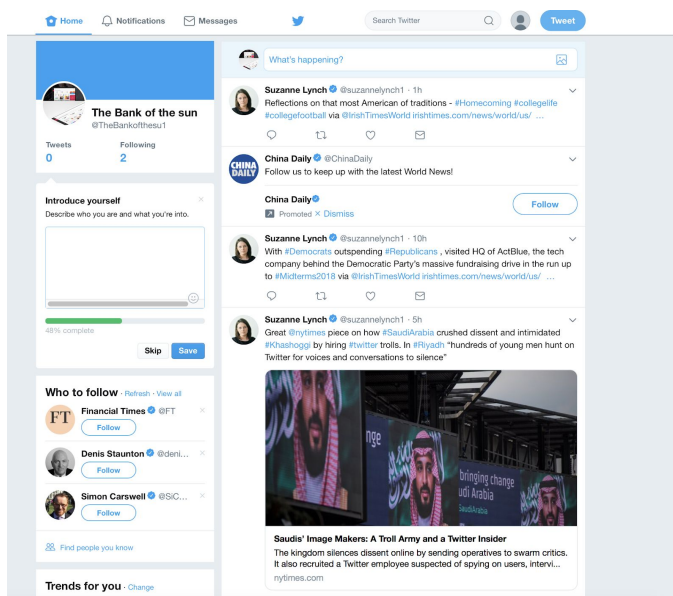 Home
Notifications
Messages
Search Twitter
Tweet
The Bank of the sun
@TheBankofthesu1
Tweets
Following
0
2
Introduce yourself
Describe who you are and what you're into.
48% complete
Skip
Save
Who to follow · Refresh · View all
FT
Financial Times @FT
Follow
Denis Staunton @deni...
Follow
Simon Carswell @SiC...
Follow
Find people you know
Trends for you · Change
What's happening?
Suzanne Lynch @suzannelynch1 · 1h
Reflections on that most American of traditions - #Homecoming #collegelife
#collegefootball via @IrishTimesWorld irishtimes.com/news/world/us/ …
CHINA
DAILY
China Daily @ChinaDaily
Follow us to keep up with the latest World News!
China Daily
Follow
Promoted × Dismiss
Suzanne Lynch @suzannelynch1 · 10h
With #Democrats outspending #Republicans , visited HQ of ActBlue, the tech
company behind the Democratic Party's massive fundraising drive in the run up
to #Midterms2018 via @IrishTimesWorld irishtimes.com/news/world/us/ …
Suzanne Lynch @suzannelynch1 · 5h
Great @nytimes piece on how #SaudiArabia crushed dissent and intimidated
#Khashoggi by hiring #twitter trolls. In #Riyadh “hundreds of young men hunt on
Twitter for voices and conversations to silence”
nge
bringing change
udi Arabia
SaudiArabia
Saudis' Image Makers: A Troll Army and a Twitter Insider
The kingdom silences dissent online by sending operatives to swarm critics.
It also recruited a Twitter employee suspected of spying on users, intervi...
nytimes.com